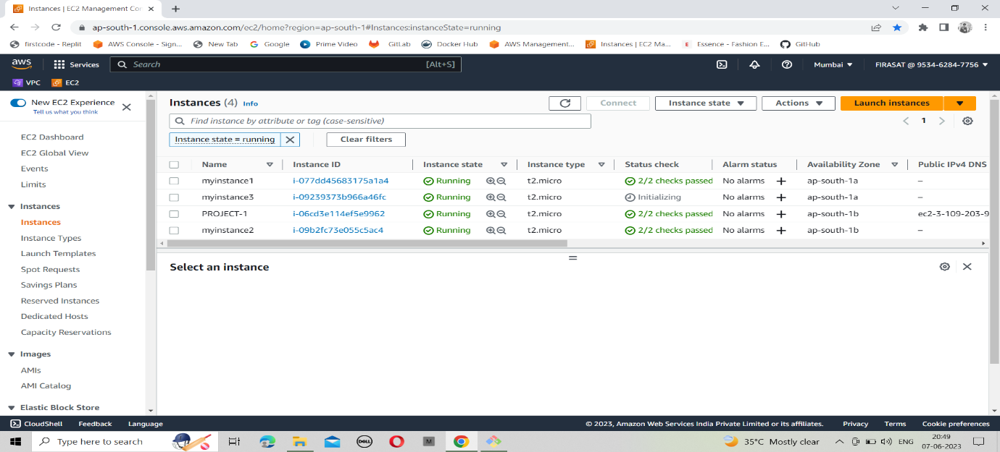 Instances | EC2 Management Con
ap-south-1.console.aws.amazon.com/ec2/home?region=ap-south-1#Instances:instanceState=running
firstcode - Replit AWS Console - Sign... New Tab Google Prime Video GitLab Docker Hub AWS Management... Instances | EC2 Ma... E Essence - Fashion E... GitHub
aws Services Search [Alt+S] Mumbai FIRASAT @ 9534-6284-7756
VPC EC2
New EC2 Experience
Tell us what you think
EC2 Dashboard
EC2 Global View
Events
Limits
Instances
Instances
Instance Types
Launch Templates
Spot Requests
Savings Plans
Reserved Instances
Dedicated Hosts
Capacity Reservations
Images
AMIs
AMI Catalog
Elastic Block Store
Instances (4) Info Connect Instance state Actions Launch instances
Find instance by attribute or tag (case-sensitive) 1
Instance state = running Clear filters
Name Instance ID Instance state Instance type Status check Alarm status Availability Zone Public IPv4 DNS
myinstance1 i-077dd45683175a1a4 Running t2.micro 2/2 checks passed No alarms + ap-south-1a –
myinstance3 i-09239373b966a46fc Running t2.micro Initializing No alarms + ap-south-1a –
PROJECT-1 i-06cd3e114ef5e9962 Running t2.micro 2/2 checks passed No alarms + ap-south-1b ec2-3-109-203-9
myinstance2 i-09b2fc73e055c5ac4 Running t2.micro 2/2 checks passed No alarms + ap-south-1b –
Select an instance
CloudShell Feedback Language © 2023, Amazon Web Services India Private Limited or its affiliates. Privacy Terms Cookie preferences
Type here to search DELL M 35°C Mostly clear ENG 20:49
07-06-2023